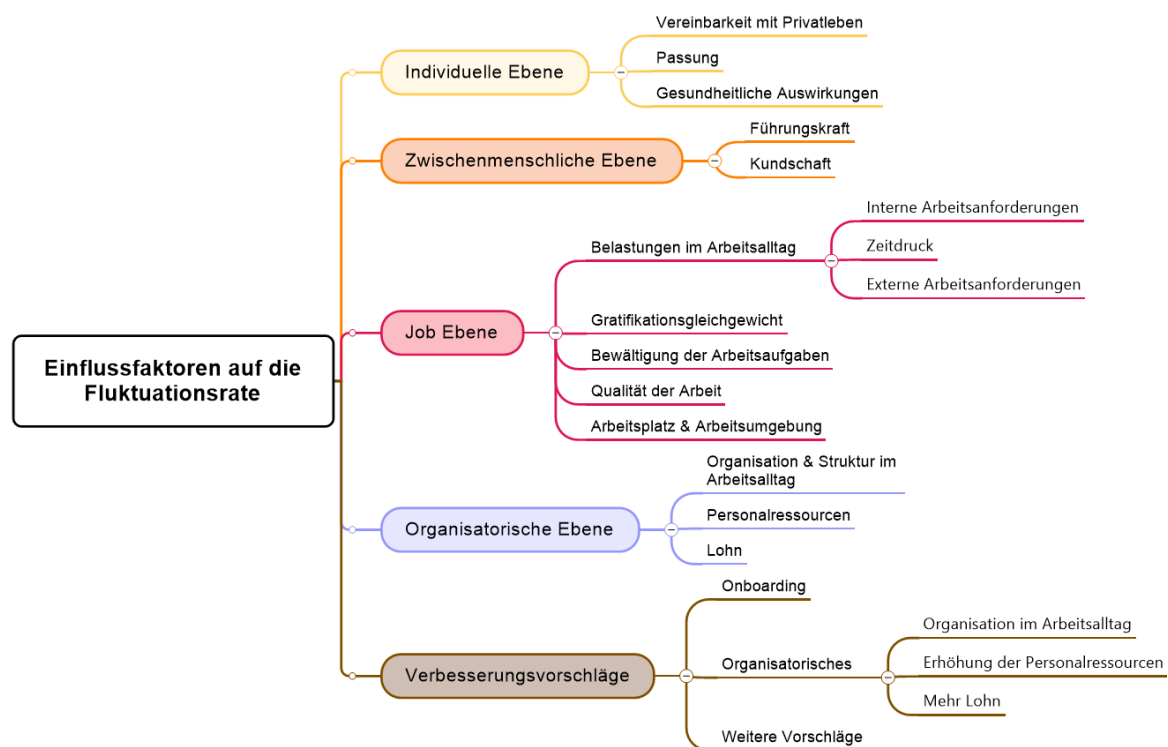 Einflussfaktoren auf die
Fluktuationsrate
Individuelle Ebene
Vereinbarkeit mit Privatleben
Passung
Gesundheitliche Auswirkungen
Zwischenmenschliche Ebene
Führungskraft
Kundschaft
Job Ebene
Belastungen im Arbeitsalltag
Interne Arbeitsanforderungen
Zeitdruck
Externe Arbeitsanforderungen
Gratifikationsgleichgewicht
Bewältigung der Arbeitsaufgaben
Qualität der Arbeit
Arbeitsplatz & Arbeitsumgebung
Organisatorische Ebene
Organisation & Struktur im
Arbeitsalltag
Personalressourcen
Lohn
Verbesserungsvorschläge
Onboarding
Organisatorisches
Organisation im Arbeitsalltag
Erhöhung der Personalressourcen
Mehr Lohn
Weitere Vorschläge